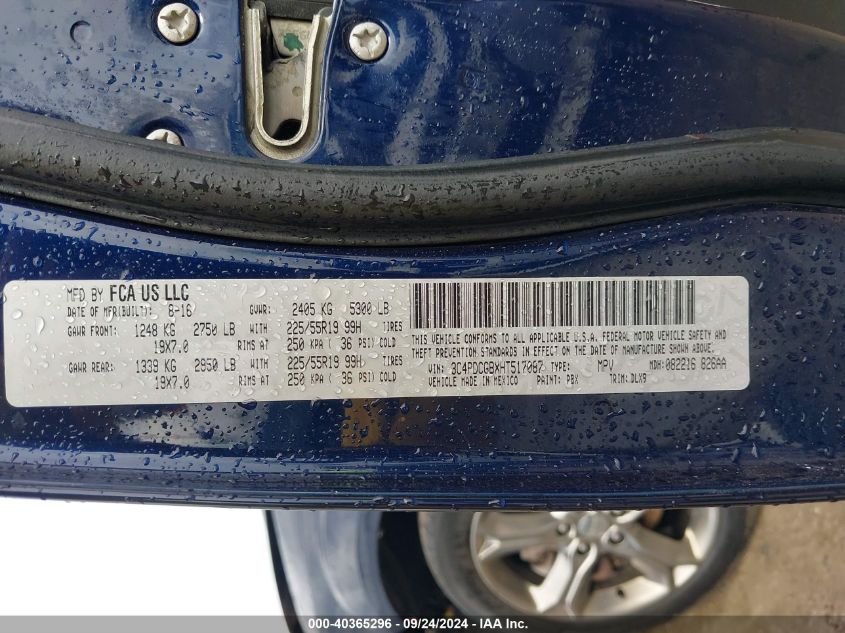 MFD BY FCA US LLC
DATE OF MFR(BUILT): 8-16 GVWR: 2405 KG 5300 LB
GAWR FRONT: 1248 KG 2750 LB WITH 225/55R19 99H TIRES
19X7.0 RIMS AT 250 KPA ( 36 PSI) COLD
GAWR REAR: 1339 KG 2950 LB WITH 225/55R19 99H TIRES
19X7.0 RIMS AT 250 KPA ( 36 PSI) COLD
THIS VEHICLE CONFORMS TO ALL APPLICABLE U.S.A. FEDERAL MOTOR VEHICLE SAFETY AND
THEFT PREVENTION STANDARDS IN EFFECT ON THE DATE OF MANUFACTURE SHOWN ABOVE.
VIN: 3C4PDCGBXHT517087 TYPE: MPV MDH: 082216 826AA
VEHICLE MADE IN MEXICO PAINT: PBX TRIM: DLX9
000-40365296 - 09/24/2024 - IAA Inc.